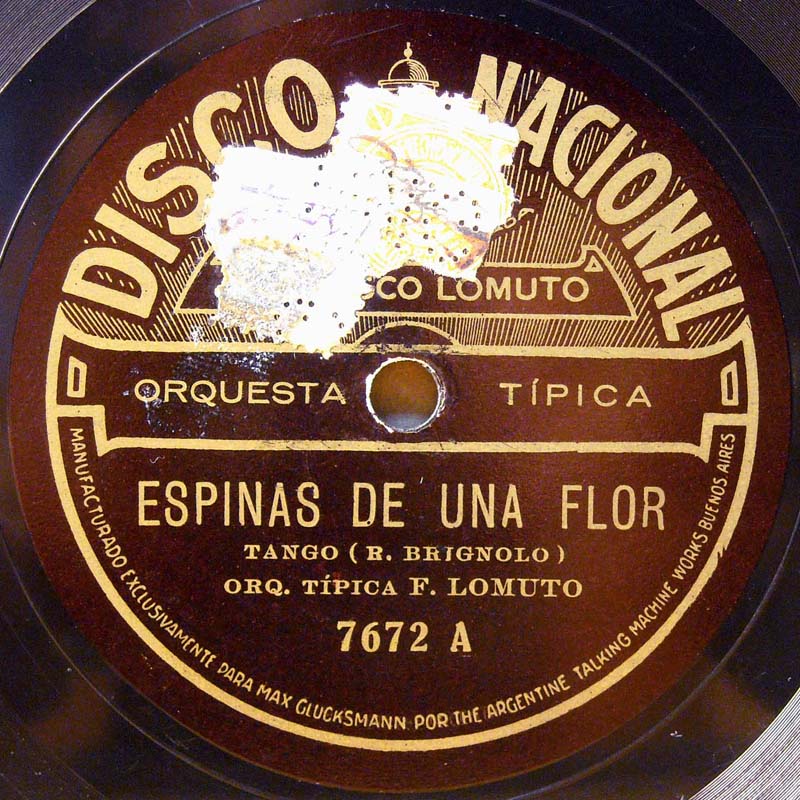 DISCO NACIONAL
SCO LOMUTO
ORQUESTA TÍPICA
ESPINAS DE UNA FLOR
TANGO (R. BRIGNOLO)
ORQ. TÍPICA F. LOMUTO
7672 A
MANUFACTURADO EXCLUSIVAMENTE PARA MAX GLUCKSMANN POR THE ARGENTINE TALKING MACHINE WORKS BUENOS AIRES